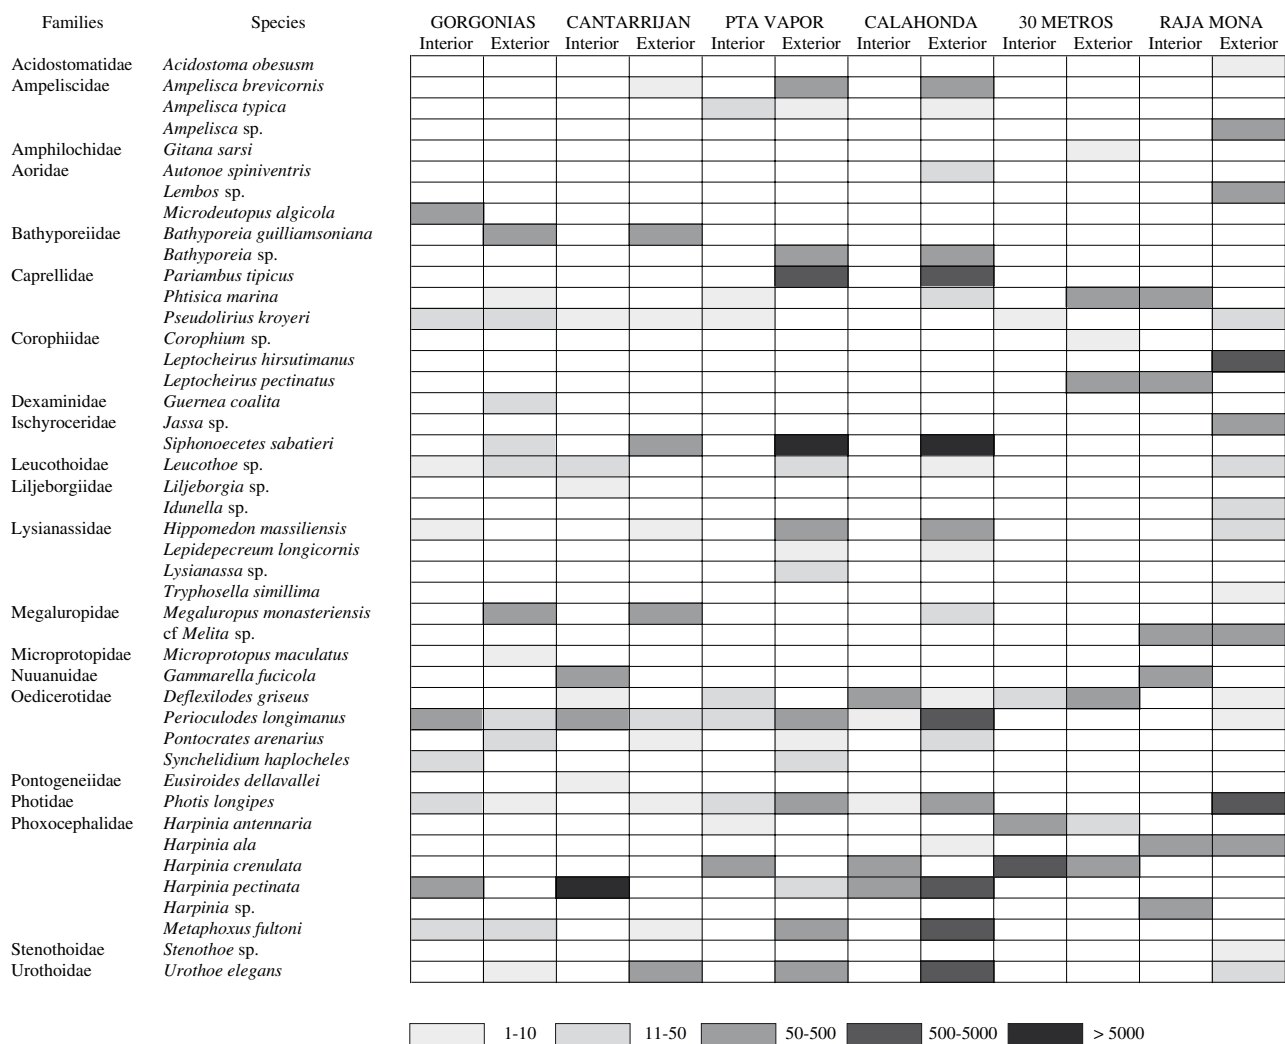 Families Species GORGONIAS CANTARRIJAN PTA VAPOR CALAHONDA 30 METROS RAJA MONA
Interior Exterior Interior Exterior Interior Exterior Interior Exterior Interior Exterior Interior Exterior
Acidostomatidae Acidostoma obesusm
Ampeliscidae Ampelisca brevicornis
Ampelisca typica
Ampelisca sp.
Amphilochidae Gitana sarsi
Aoridae Autonoe spiniventris
Lembos sp.
Microdeutopus algicola
Bathyporeiidae Bathyporeia guilliamsoniana
Bathyporeia sp.
Caprellidae Pariambus tipicus
Phtisica marina
Pseudolirius kroyeri
Corophiidae Corophium sp.
Leptocheirus hirsutimanus
Leptocheirus pectinatus
Dexaminidae Guernea coalita
Ischyroceridae Jassa sp.
Siphonoecetes sabatieri
Leucothoidae Leucothoe sp.
Liljeborgiidae Liljeborgia sp.
Idunella sp.
Lysianassidae Hippomedon massiliensis
Lepidepecreum longicornis
Lysianassa sp.
Tryphosella simillima
Megaluropidae Megaluropus monasteriensis
cf Melita sp.
Microprotopidae Microprotopus maculatus
Nuuanuidae Gammarella fucicola
Oedicerotidae Deflexilodes griseus
Perioculodes longimanus
Pontocrates arenarius
Synchelidium haplocheles
Pontogeneiidae Eusiroides dellavallei
Photidae Photis longipes
Phoxocephalidae Harpinia antennaria
Harpinia ala
Harpinia crenulata
Harpinia pectinata
Harpinia sp.
Metaphoxus fultoni
Stenothoidae Stenothoe sp.
Urothoidae Urothoe elegans
1-10 11-50 50-500 500-5000 > 5000